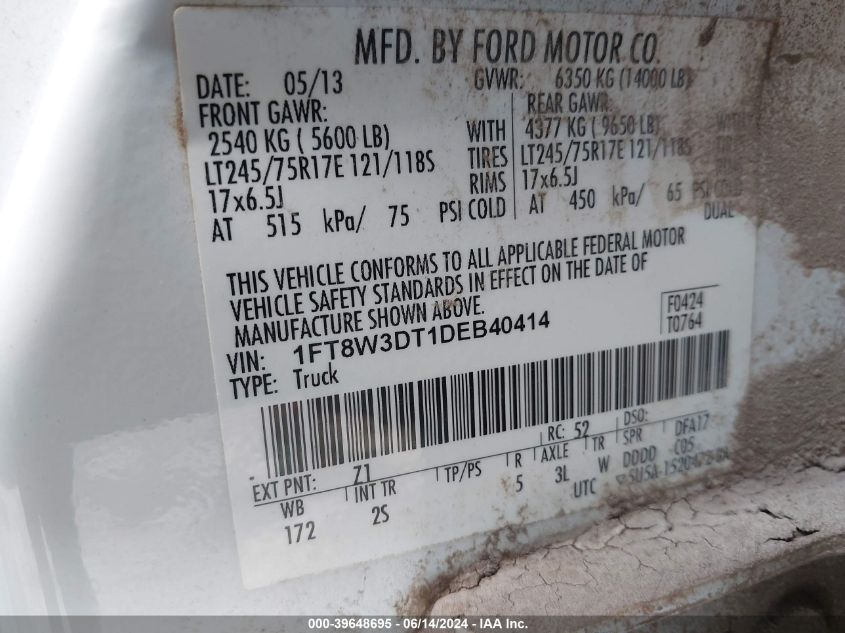 MFD. BY FORD MOTOR CO.
DATE: 05/13 GVWR: 6350 KG (14000 LB)
FRONT GAWR: REAR GAWR
2540 KG ( 5600 LB) WITH 4377 KG ( 9650 LB) WITH
LT245/75R17E 121/118S TIRES LT245/75R17E 121/118S
17x6.5J RIMS 17x6.5J
AT 515 kPa/ 75 PSI COLD AT 450 kPa/ 65 PSI
DUAL
THIS VEHICLE CONFORMS TO ALL APPLICABLE FEDERAL MOTOR
VEHICLE SAFETY STANDARDS IN EFFECT ON THE DATE OF
MANUFACTURE SHOWN ABOVE.
VIN: 1FT8W3DT1DEB40414
TYPE: Truck
F0424
T0764
EXT PNT: Z1 RC: 52 DSO:
WB INT TR TP/PS R AXLE TR SPR DFA17
172 2S 5 3L W DDDD C05
UTC
000-39648695 - 06/14/2024 - IAA Inc.